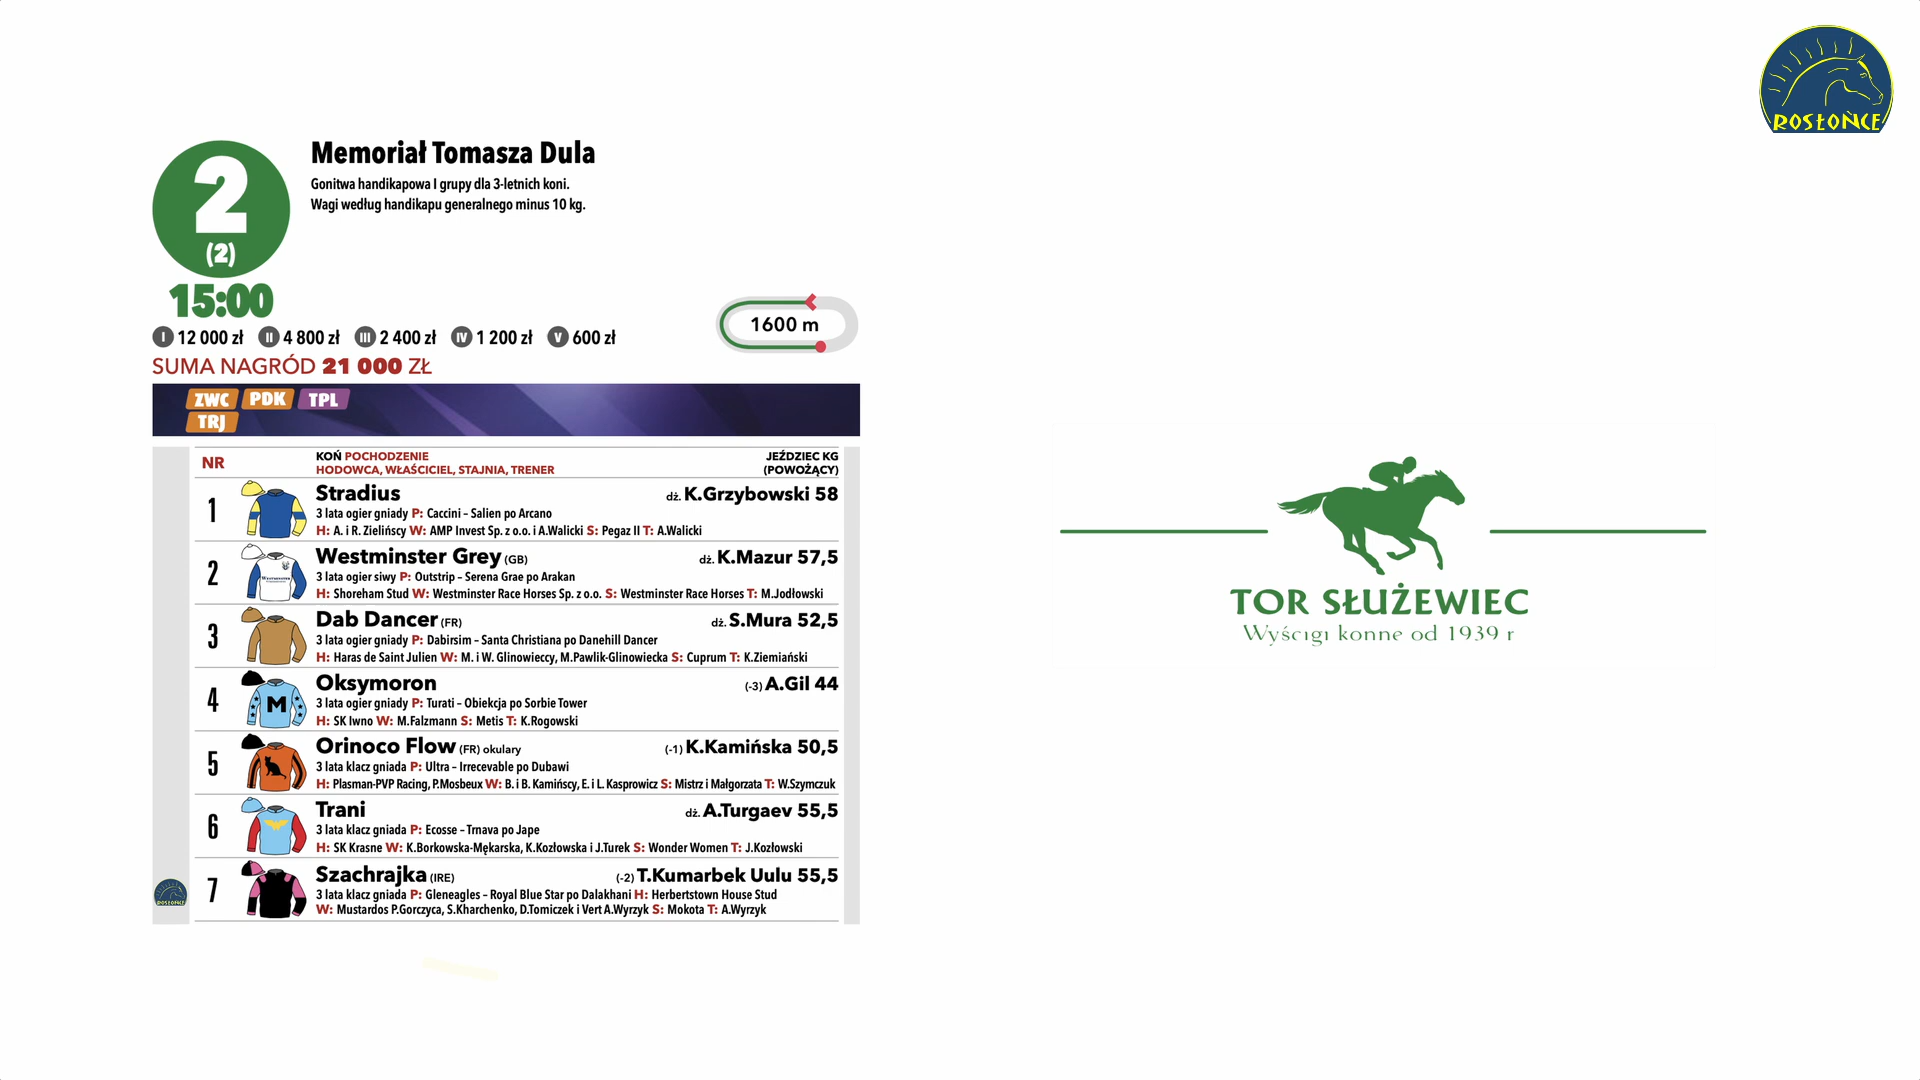 ROSŁOŃCE
2
(2)
15:00
Memoriał Tomasza Dula
Gonitwa handikapowa I grupy dla 3-letnich koni.
Wagi według handikapu generalnego minus 10 kg.
I 12 000 zł II 4 800 zł III 2 400 zł IV 1 200 zł V 600 zł
1600 m
SUMA NAGRÓD 21 000 ZŁ
ZWC PDK TPL
TRJ
NR
KOŃ POCHODZENIE
HODOWCA, WŁAŚCICIEL, STAJNIA, TRENER
JEŹDZIEC KG
(POWOŻĄCY)
1
Stradius dż. K.Grzybowski 58
3 lata ogier gniady P: Caccini – Salien po Arcano
H: A. i R. Zielińscy W: AMP Invest Sp. z o.o. i A.Walicki S: Pegaz II T: A.Walicki
2
WESTMINSTER
Westminster Grey (GB) dż. K.Mazur 57,5
3 lata ogier siwy P: Outstrip – Serena Grae po Arakan
H: Shoreham Stud W: Westminster Race Horses Sp. z o.o. S: Westminster Race Horses T: M.Jodłowski
3
Dab Dancer (FR) dż. S.Mura 52,5
3 lata ogier gniady P: Dabirsim – Santa Christiana po Danehill Dancer
H: Haras de Saint Julien W: M. i W. Glinowieccy, M.Pawlik-Glinowiecka S: Cuprum T: K.Ziemiański
4
M
Oksymoron (-3) A.Gil 44
3 lata ogier gniady P: Turati – Obiekcja po Sorbie Tower
H: SK Iwno W: M.Falzmann S: Metis T: K.Rogowski
5
Orinoco Flow (FR) okulary (-1) K.Kamińska 50,5
3 lata klacz gniada P: Ultra – Irrecevable po Dubawi
H: Plasman-PVP Racing, P.Mosbeux W: B. i B. Kamińscy, E. i L. Kasprowicz S: Mistrz i Małgorzata T: W.Szymczuk
6
Trani dż. A.Turgaev 55,5
3 lata klacz gniada P: Ecosse – Trnava po Jape
H: SK Krasne W: K.Borkowska-Mękarska, K.Kozłowska i J.Turek S: Wonder Women T: J.Kozłowski
ROSŁOŃCE
7
Szachrajka (IRE) (-2) T.Kumarbek Uulu 55,5
3 lata klacz gniada P: Gleneagles – Royal Blue Star po Dalakhani H: Herbertstown House Stud
W: Mustardos P.Gorczyca, S.Kharchenko, D.Tomiczek i Vert A.Wyrzyk S: Mokota T: A.Wyrzyk
TOR SŁUŻEWIEC
Wyścigi konne od 1939 r